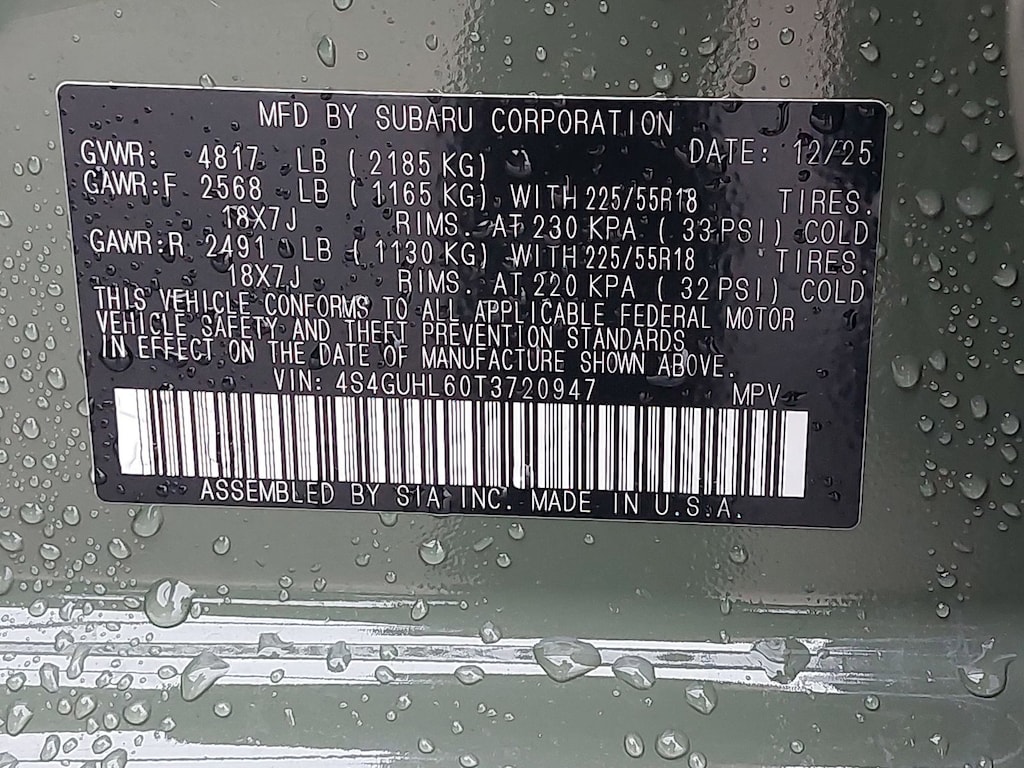 MFD BY SUBARU CORPORATION
GVWR: 4817 LB ( 2185 KG) DATE: 12/25
GAWR:F 2568 LB ( 1165 KG) WITH 225/55R18 TIRES.
18X7J RIMS. AT 230 KPA ( 33 PSI) COLD
GAWR:R 2491 LB ( 1130 KG) WITH 225/55R18 TIRES.
18X7J RIMS. AT 220 KPA ( 32 PSI) COLD
THIS VEHICLE CONFORMS TO ALL APPLICABLE FEDERAL MOTOR
VEHICLE SAFETY AND THEFT PREVENTION STANDARDS
IN EFFECT ON THE DATE OF MANUFACTURE SHOWN ABOVE.
VIN: 4S4GUHL60T3720947 MPV
ASSEMBLED BY SIA INC. MADE IN U.S.A.